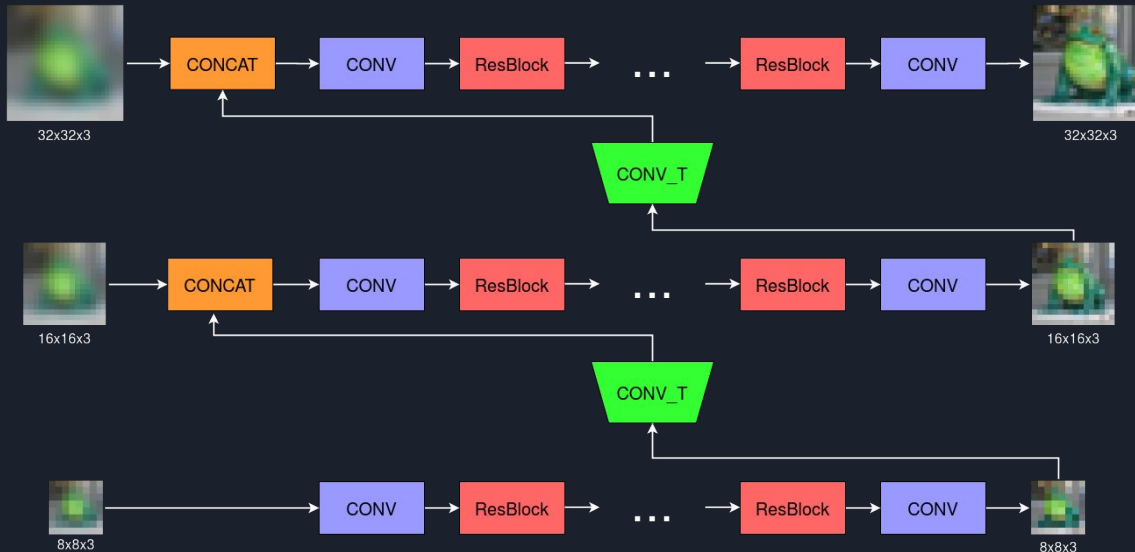 CONCAT
CONV
ResBlock
...
ResBlock
CONV
32x32x3
32x32x3
CONV_T
CONCAT
CONV
ResBlock
...
ResBlock
CONV
16x16x3
16x16x3
CONV_T
CONV
ResBlock
...
ResBlock
CONV
8x8x3
8x8x3